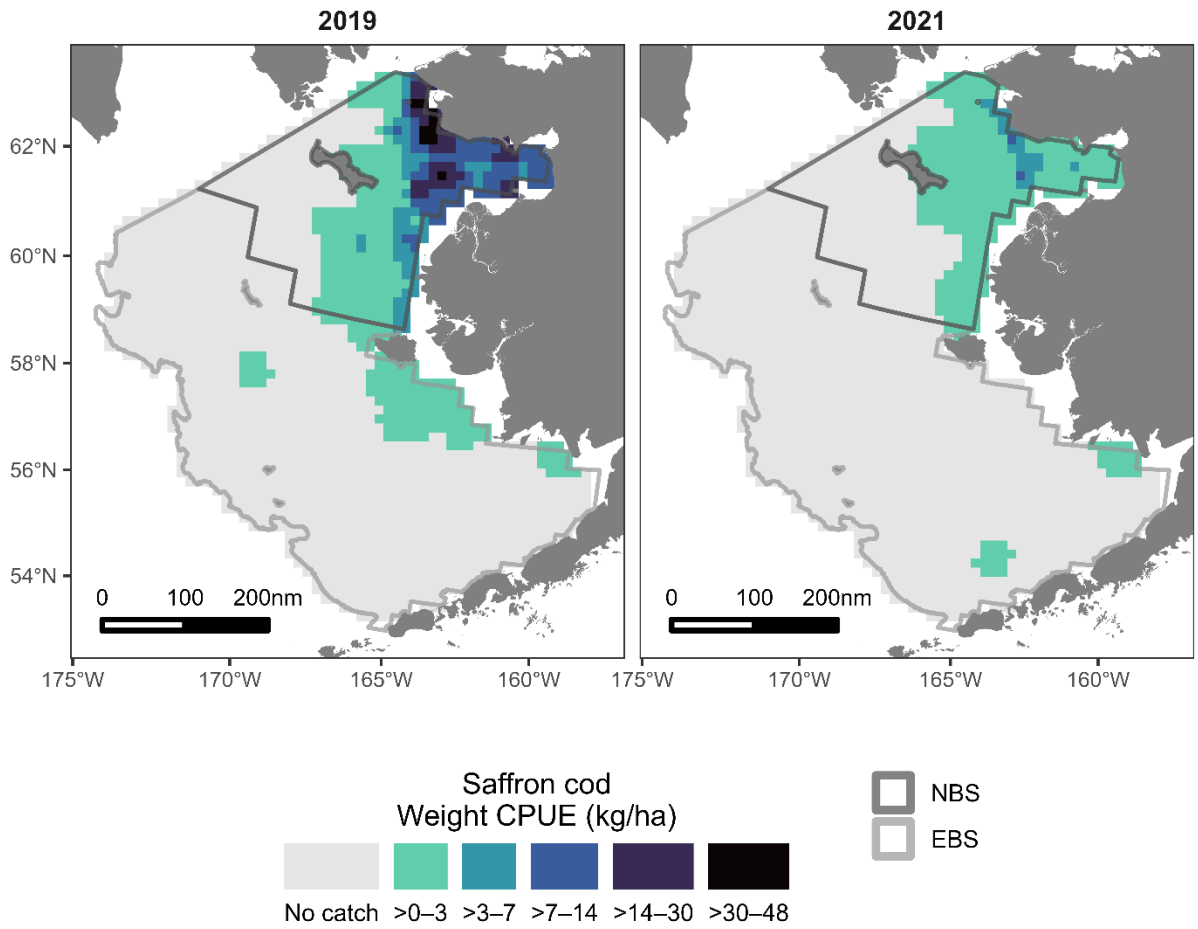 2019
2021
62°N
60°N
58°N
56°N
54°N
0 100 200nm
0 100 200nm
175°W 170°W 165°W 160°W
175°W 170°W 165°W 160°W
Saffron cod
Weight CPUE (kg/ha)
No catch >0–3 >3–7 >7–14 >14–30 >30–48
NBS
EBS